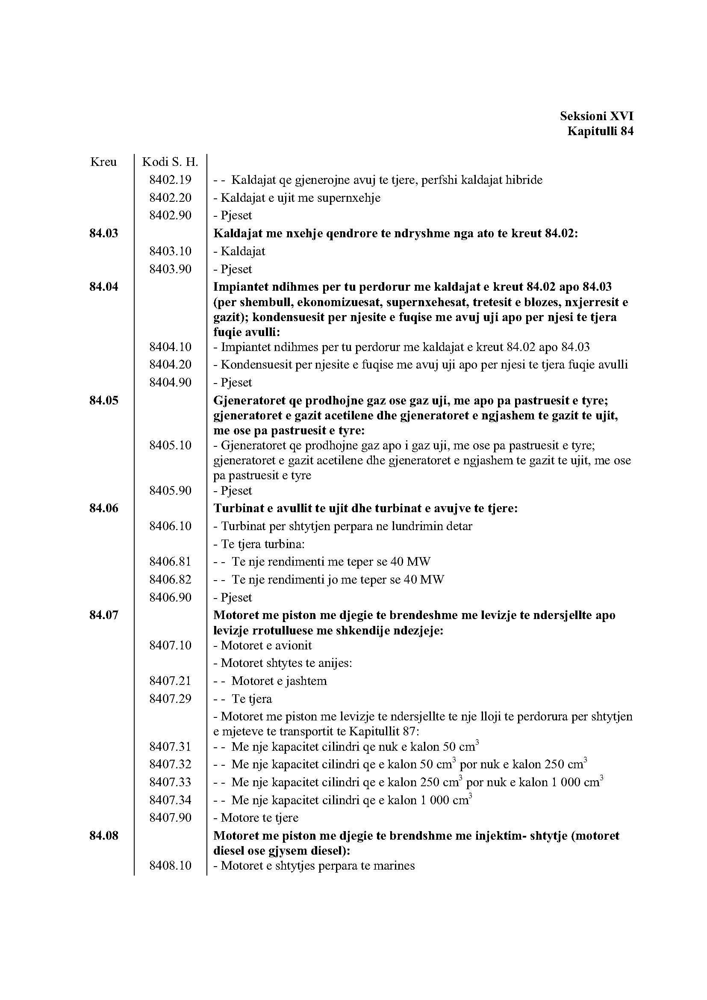 Seksioni XVI
Kapitulli 84
Kreu Kodi S. H.
8402.19 - - Kaldajat qe gjenerojne avuj te tjere, perfshi kaldajat hibride
8402.20 - Kaldajat e ujit me supernxehje
8402.90 - Pjeset
84.03 Kaldajat me nxehje qendrore te ndryshme nga ato te kreut 84.02:
8403.10 - Kaldajat
8403.90 - Pjeset
84.04 Impiantet ndihmes per tu perdorur me kaldajat e kreut 84.02 apo 84.03
(per shembull, ekonomizuesat, supernxehesat, tretesit e blozes, nxjerresit e
gazit); kondensuesit per njesite e fuqise me avuj uji apo per njesi te tjera
fuqie avulli:
8404.10 - Impiantet ndihmes per tu perdorur me kaldajat e kreut 84.02 apo 84.03
8404.20 - Kondensuesit per njesite e fuqise me avuj uji apo per njesi te tjera fuqie avulli
8404.90 - Pjeset
84.05 Gjeneratoret qe prodhojne gaz ose gaz uji, me apo pa pastruesit e tyre;
gjeneratoret e gazit acetilene dhe gjeneratoret e ngjashem te gazit te ujit,
me ose pa pastruesit e tyre:
8405.10 - Gjeneratoret qe prodhojne gaz apo i gaz uji, me ose pa pastruesit e tyre;
gjeneratoret e gazit acetilene dhe gjeneratoret e ngjashem te gazit te ujit, me ose
pa pastruesit e tyre
8405.90 - Pjeset
84.06 Turbinat e avullit te ujit dhe turbinat e avujve te tjere:
8406.10 - Turbinat per shtytjen perpara ne lundrimin detar
- Te tjera turbina:
8406.81 - - Te nje rendimenti me teper se 40 MW
8406.82 - - Te nje rendimenti jo me teper se 40 MW
8406.90 - Pjeset
84.07 Motoret me piston me djegie te brendeshme me levizje te ndersjellte apo
levizje rrotulluese me shkendije ndezjeje:
8407.10 - Motoret e avionit
- Motoret shtytes te anijes:
8407.21 - - Motoret e jashtem
8407.29 - - Te tjera
- Motoret me piston me levizje te ndersjellte te nje lloji te perdorura per shtytjen
e mjeteve te transportit te Kapitullit 87:
8407.31 - - Me nje kapacitet cilindri qe nuk e kalon 50 cm³
8407.32 - - Me nje kapacitet cilindri qe e kalon 50 cm³ por nuk e kalon 250 cm³
8407.33 - - Me nje kapacitet cilindri qe e kalon 250 cm³ por nuk e kalon 1 000 cm³
8407.34 - - Me nje kapacitet cilindri qe e kalon 1 000 cm³
8407.90 - Motore te tjere
84.08 Motoret me piston me djegie te brendshme me injektim- shtytje (motoret
diesel ose gjysem diesel):
8408.10 - Motoret e shtytjes perpara te marines